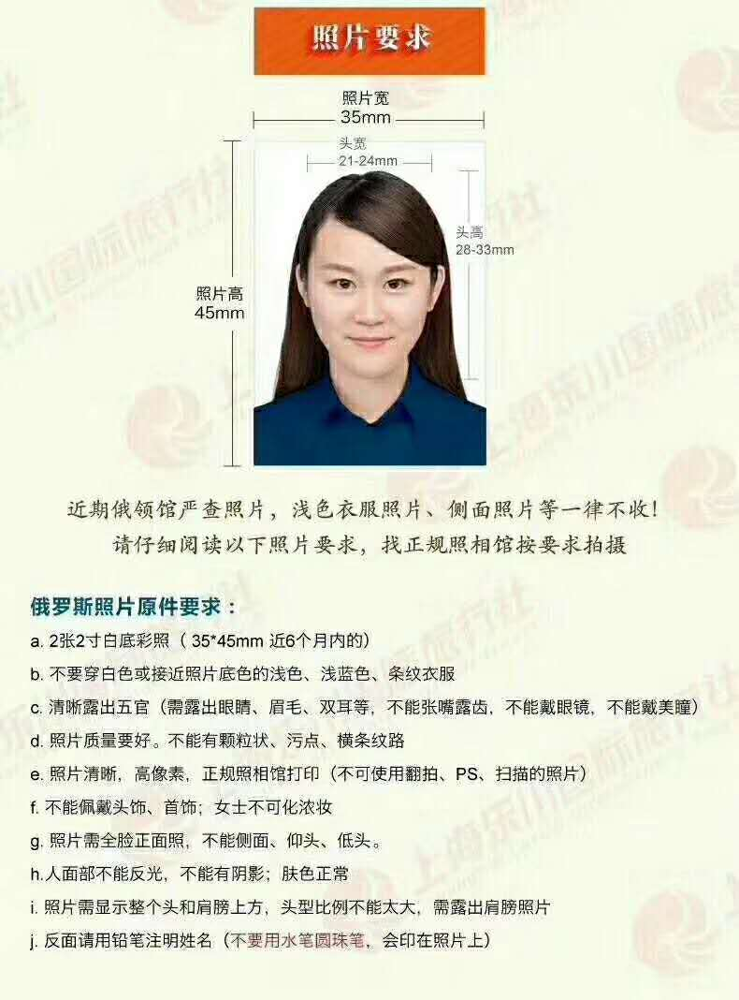 照片要求
照片宽
35mm
头宽
21-24mm
头高
28-33mm
照片高
45mm
近期俄领馆严查照片，浅色衣服照片、侧面照片等一律不收！
请仔细阅读以下照片要求，找正规照相馆按要求拍摄
俄罗斯照片原件要求：
a. 2张2寸白底彩照（ 35*45mm 近6个月内的）
b. 不要穿白色或接近照片底色的浅色、浅蓝色、条纹衣服
c. 清晰露出五官（需露出眼睛、眉毛、双耳等，不能张嘴露齿，不能戴眼镜，不能戴美瞳）
d. 照片质量要好。不能有颗粒状、污点、横条纹路
e. 照片清晰，高像素，正规照相馆打印（不可使用翻拍、PS、扫描的照片）
f. 不能佩戴头饰、首饰；女士不可化浓妆
g. 照片需全脸正面照，不能侧面、仰头、低头。
h.人面部不能反光，不能有阴影；肤色正常
i. 照片需显示整个头和肩膀上方，头型比例不能太大，需露出肩膀照片
j. 反面请用铅笔注明姓名（不要用水笔圆珠笔，会印在照片上）